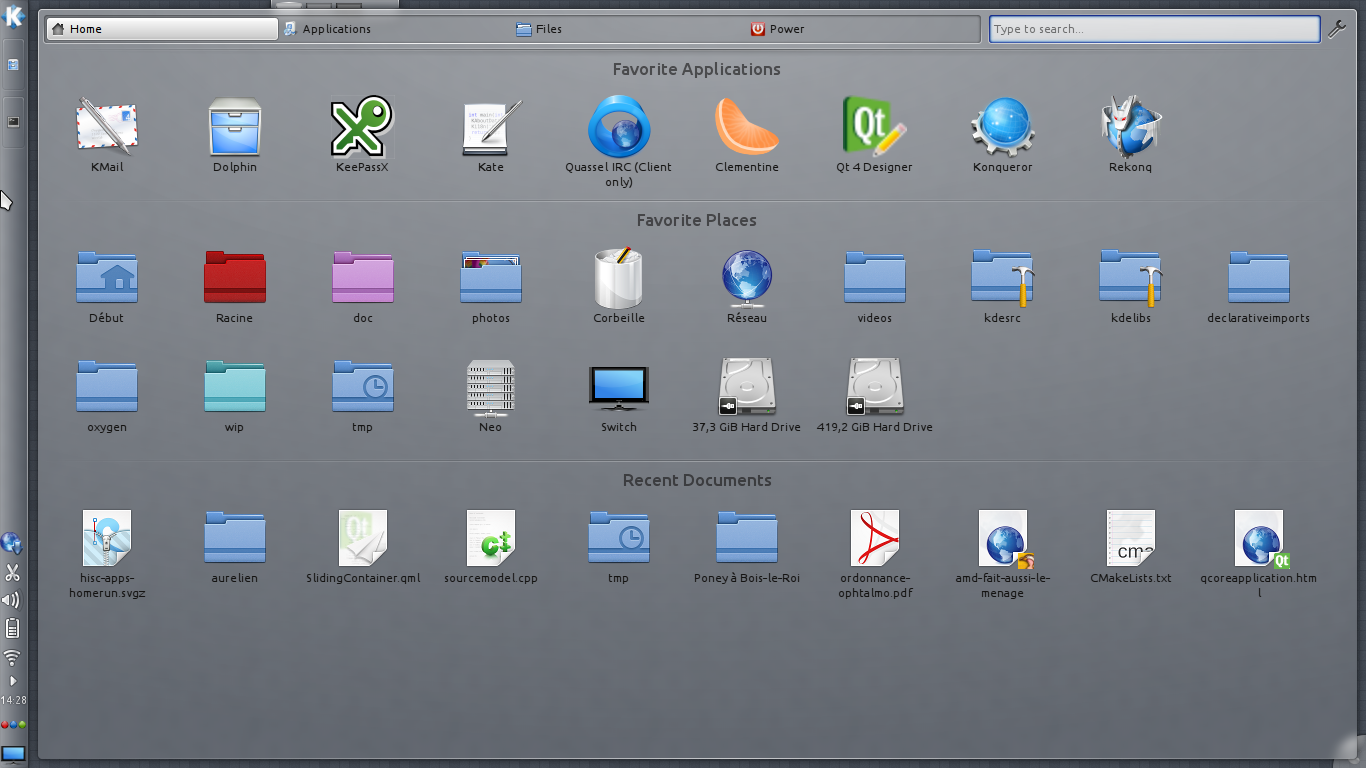 Home
Applications
Files
Power
Type to search...
Favorite Applications
KMail
Dolphin
KeePassX
Kate
Quassel IRC (Client
only)
Clementine
Qt 4 Designer
Konqueror
Rekonq
Favorite Places
Début
Racine
doc
photos
Corbeille
Réseau
videos
kdesrc
kdelibs
declarativeimports
oxygen
wip
tmp
Neo
Switch
37,3 GiB Hard Drive
419,2 GiB Hard Drive
Recent Documents
hisc-apps-
homerun.svgz
aurelien
SlidingContainer.qml
sourcemodel.cpp
tmp
Poney à Bois-le-Roi
ordonnance-
ophtalmo.pdf
amd-fait-aussi-le-
menage
CMakeLists.txt
qcoreapplication.htm
l
14:28